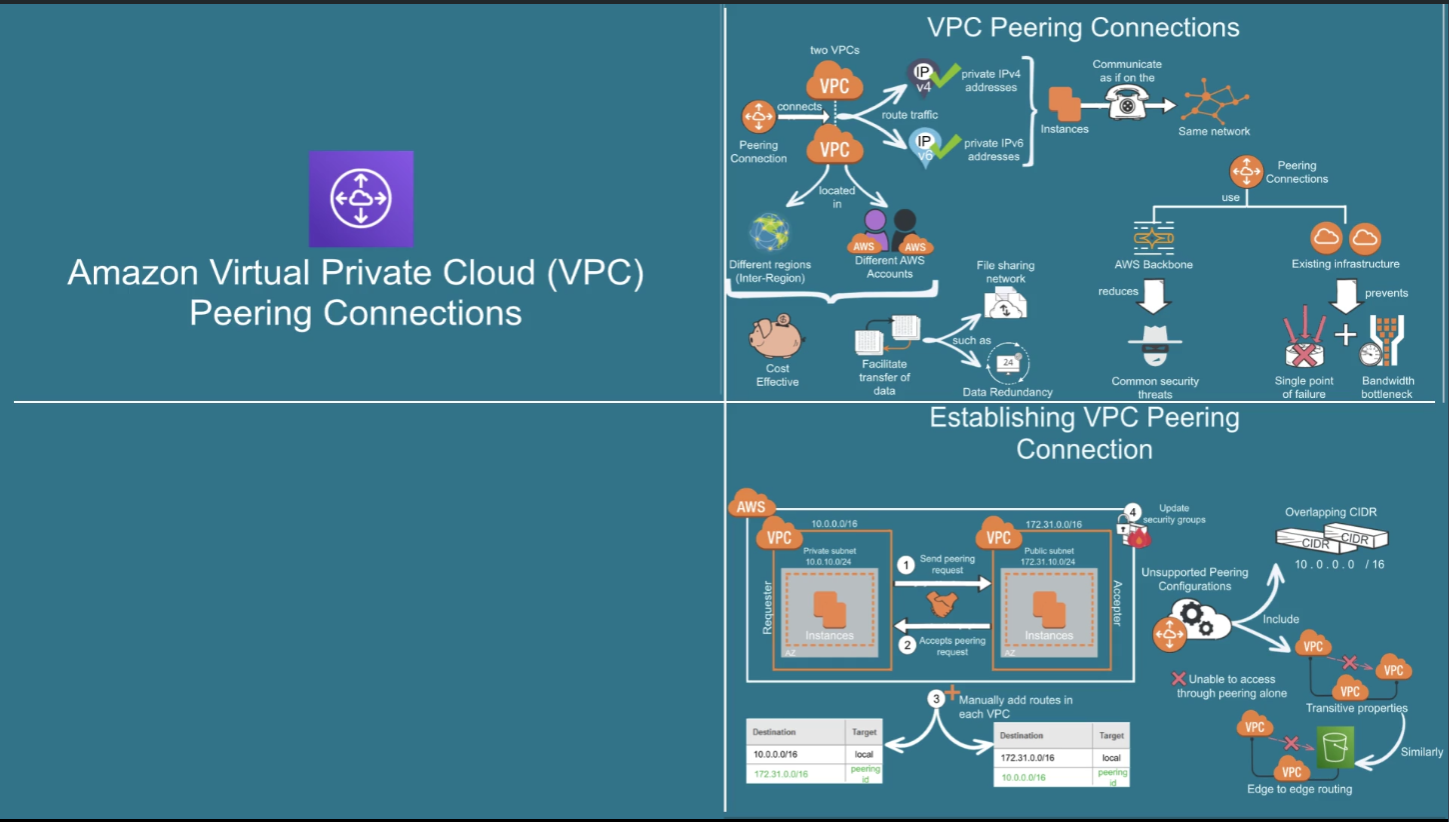 Amazon Virtual Private Cloud (VPC)
Peering Connections
VPC Peering Connections
two VPCs
VPC
connects
Peering
Connection
VPC
route traffic
IP
v4
private IPv4
addresses
IP
v6
private IPv6
addresses
Instances
Communicate
as if on the
Same network
located
in
Different regions
(Inter-Region)
AWS
AWS
Different AWS
Accounts
Cost
Effective
Facilitate
transfer of
data
such as
File sharing
network
24
Data Redundancy
Peering
Connections
use
AWS Backbone
reduces
Common security
threats
Existing infrastructure
prevents
Single point
of failure
+
Bandwidth
bottleneck
Establishing VPC Peering
Connection
AWS
VPC
10.0.0.0/16
Private subnet
10.0.10.0/24
Requester
Instances
AZ
1
Send peering
request
2
Accepts peering
request
VPC
172.31.0.0/16
Public subnet
172.31.10.0/24
Accepter
Instances
AZ
4
Update
security groups
3
Manually add routes in
each VPC
Destination Target
10.0.0.0/16 local
172.31.0.0/16 peering
id
Destination Target
172.31.0.0/16 local
10.0.0.0/16 peering
id
Unsupported Peering
Configurations
Include
Overlapping CIDR
CIDR
CIDR
10.0.0.0 /16
VPC
VPC
VPC
Transitive properties
Unable to access
through peering alone
Similarly
VPC
VPC
Edge to edge routing